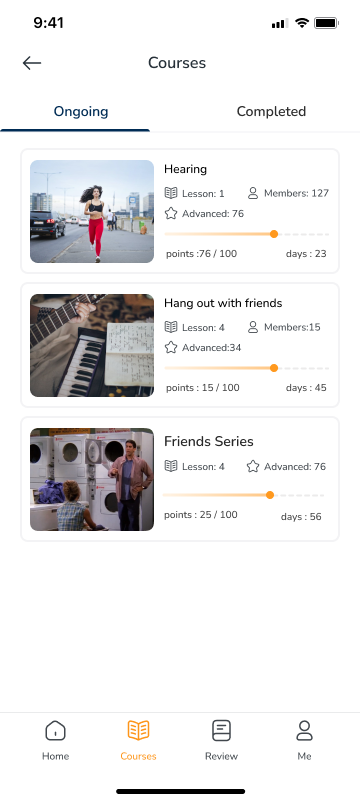 9:41
Courses
Ongoing
Completed
Hearing
Lesson: 1
Members: 127
Advanced: 76
points :76 / 100
days : 23
Hang out with friends
Lesson: 4
Members:15
Advanced:34
points : 15 / 100
days : 45
Friends Series
Lesson: 4
Advanced: 76
points : 25 / 100
days : 56
Home
Courses
Review
Me